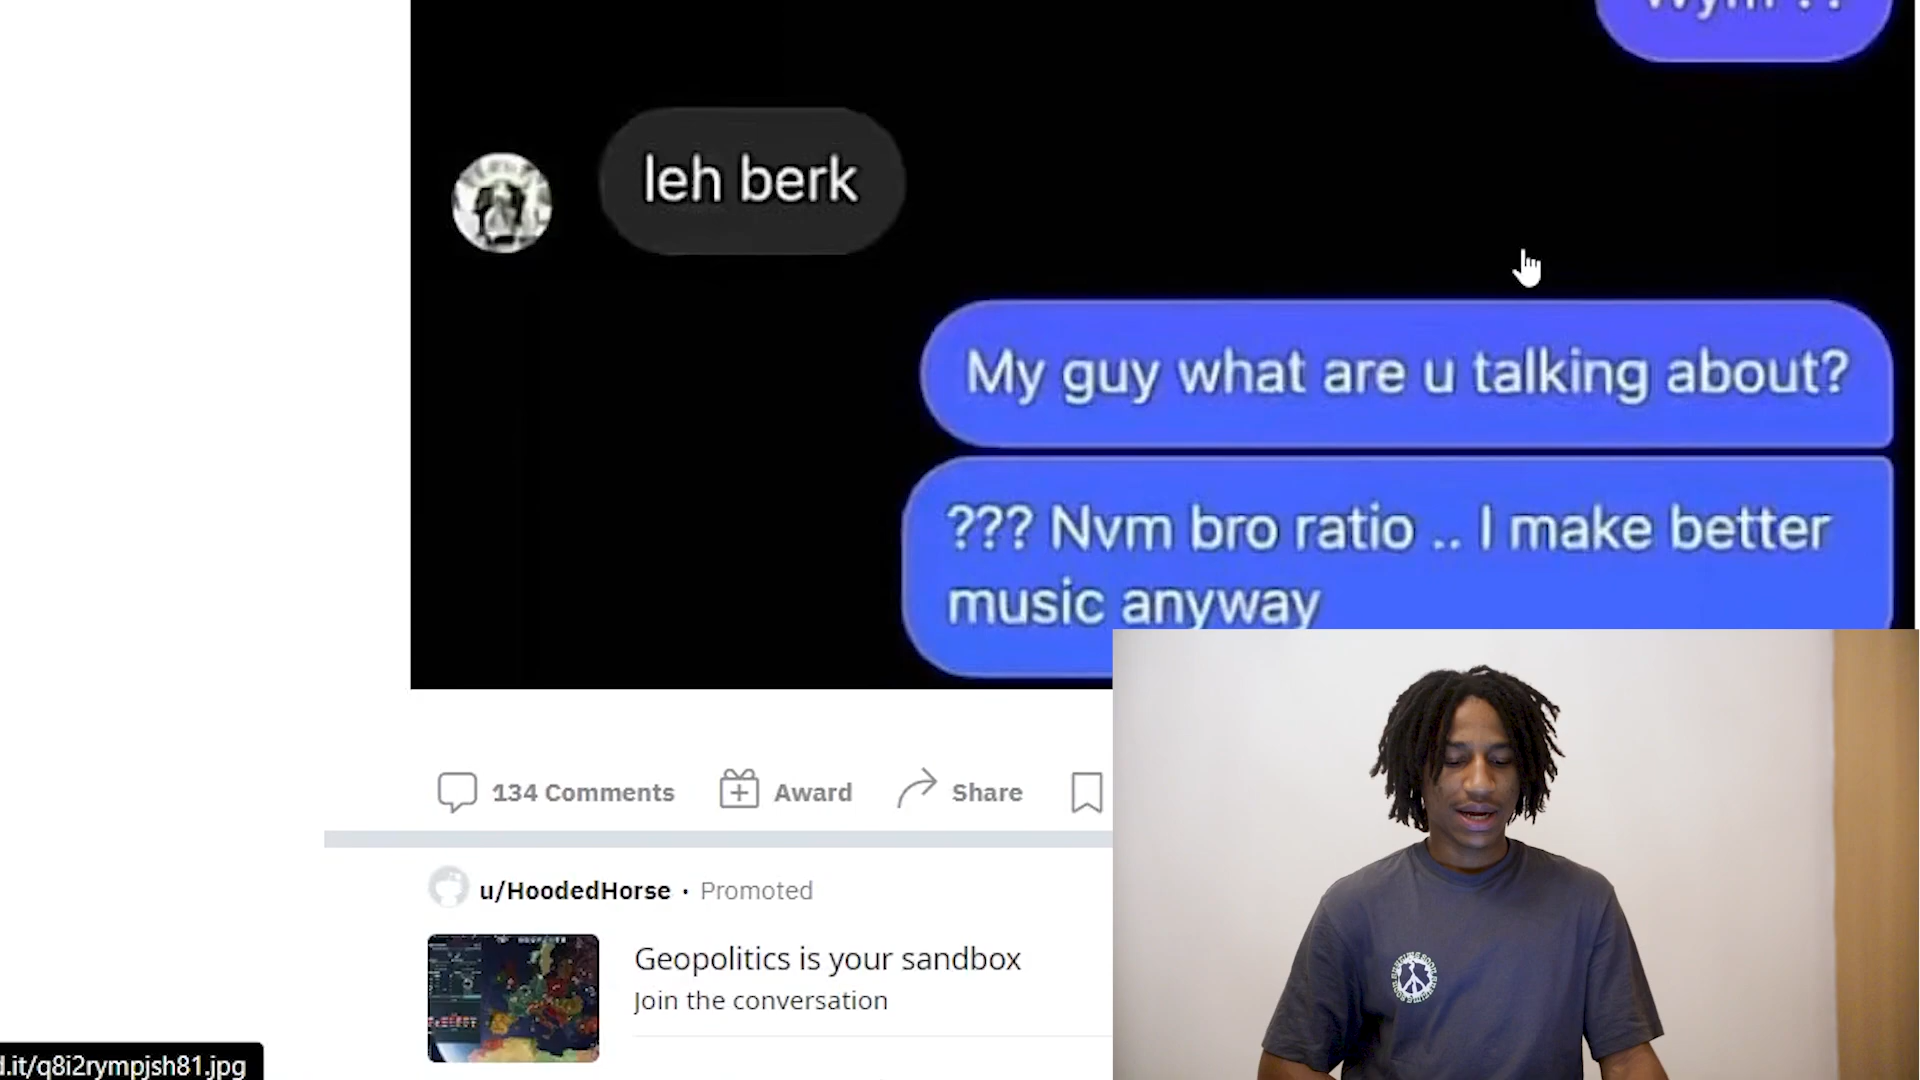 Wym ??
leh berk
My guy what are u talking about?
??? Nvm bro ratio .. I make better
music anyway
134 Comments
Award
Share
u/HoodedHorse · Promoted
Geopolitics is your sandbox
Join the conversation
d.it/q8i2rympjsh81.jpg